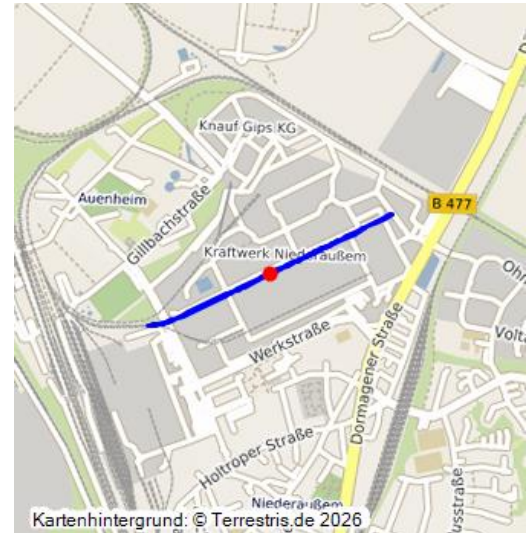 Knauf Gips KG
Auenheim
Gillbachstraße
B 477
Kraftwerk Niederaußem
Werkstraße
Dormagener Straße
Holtroper Straße
Niederaußem
Kartenhintergrund: © Terrestris.de 2026